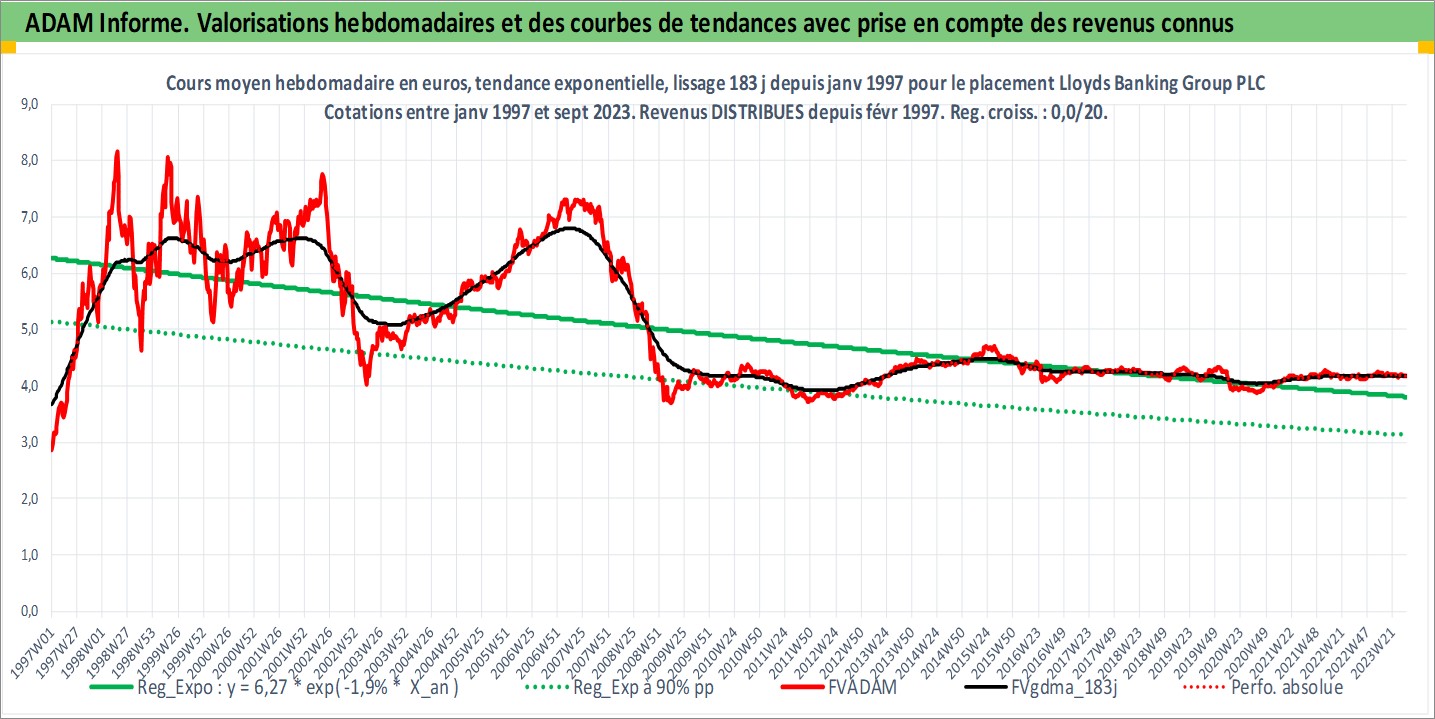 ADAM Informe. Valorisations hebdomadaires et des courbes de tendances avec prise en compte des revenus connus
Cours moyen hebdomadaire en euros, tendance exponentielle, lissage 183 j depuis janv 1997 pour le placement Lloyds Banking Group PLC
Cotations entre janv 1997 et sept 2023. Revenus DISTRIBUES depuis févr 1997. Reg. croiss. : 0,0/20.
9,0
8,0
7,0
6,0
5,0
4,0
3,0
2,0
1,0
0,0
1997W01
1997W27
1998W01
1998W27
1998W53
1999W26
1999W52
2000W26
2000W52
2001W26
2001W52
2002W26
2002W52
2003W26
2003W52
2004W26
2004W52
2005W25
2005W51
2006W25
2006W51
2007W25
2007W51
2008W25
2008W51
2009W25
2009W51
2010W24
2010W50
2011W24
2011W50
2012W24
2012W50
2013W24
2013W50
2014W24
2014W50
2015W24
2015W50
2016W23
2016W49
2017W23
2017W49
2018W23
2018W49
2019W23
2019W49
2020W23
2020W49
2021W22
2021W48
2022W21
2022W47
2023W21
Reg_Expo : y = 6,27 * exp( -1,9% * X_an )
Reg_Exp à 90% pp
FVADAM
FVgdma_183j
Perfo. absolue